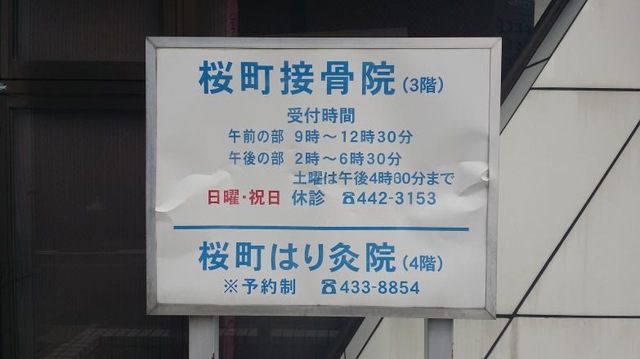 桜町接骨院(3階)
受付時間
午前の部 9時〜12時30分
午後の部 2時〜6時30分
土曜は午後4時30分まで
日曜・祝日 休診 ☎442-3153
桜町はり灸院(4階)
※予約制 ☎433-8854